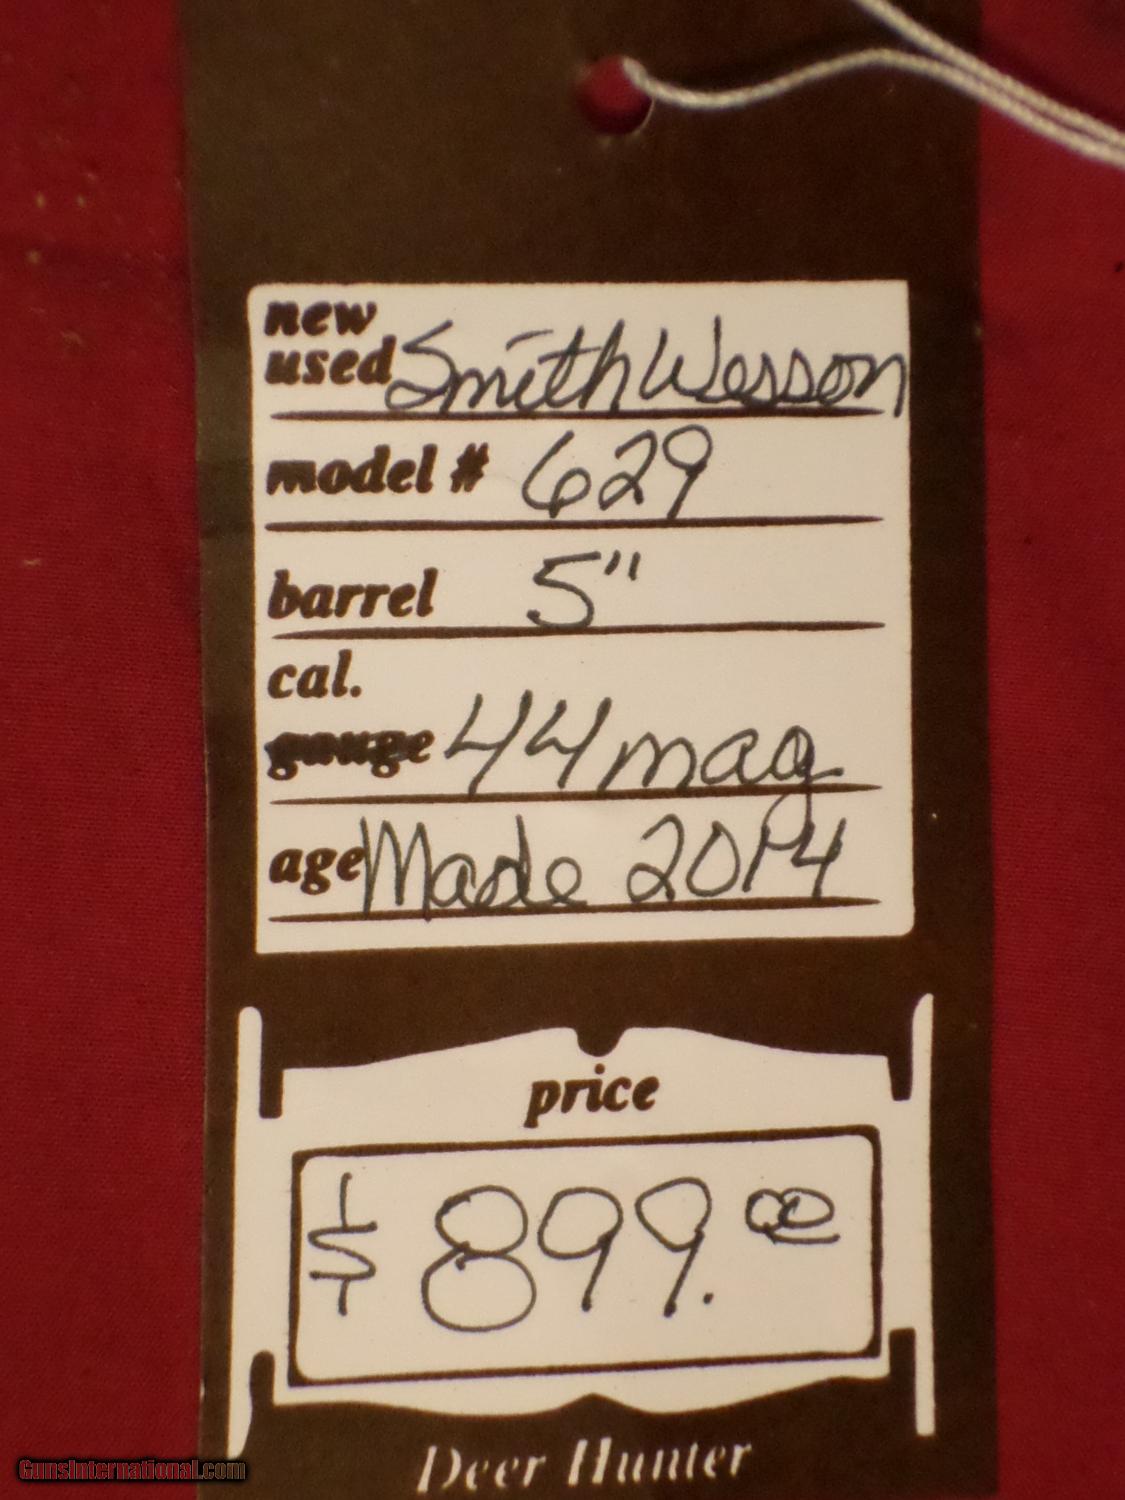 new
used Smith Wesson
model # 629
barrel 5"
cal.
gauge 44 mag
age Made 2014
price
$ 899.00
Deer Hunter
GunsInternational.com